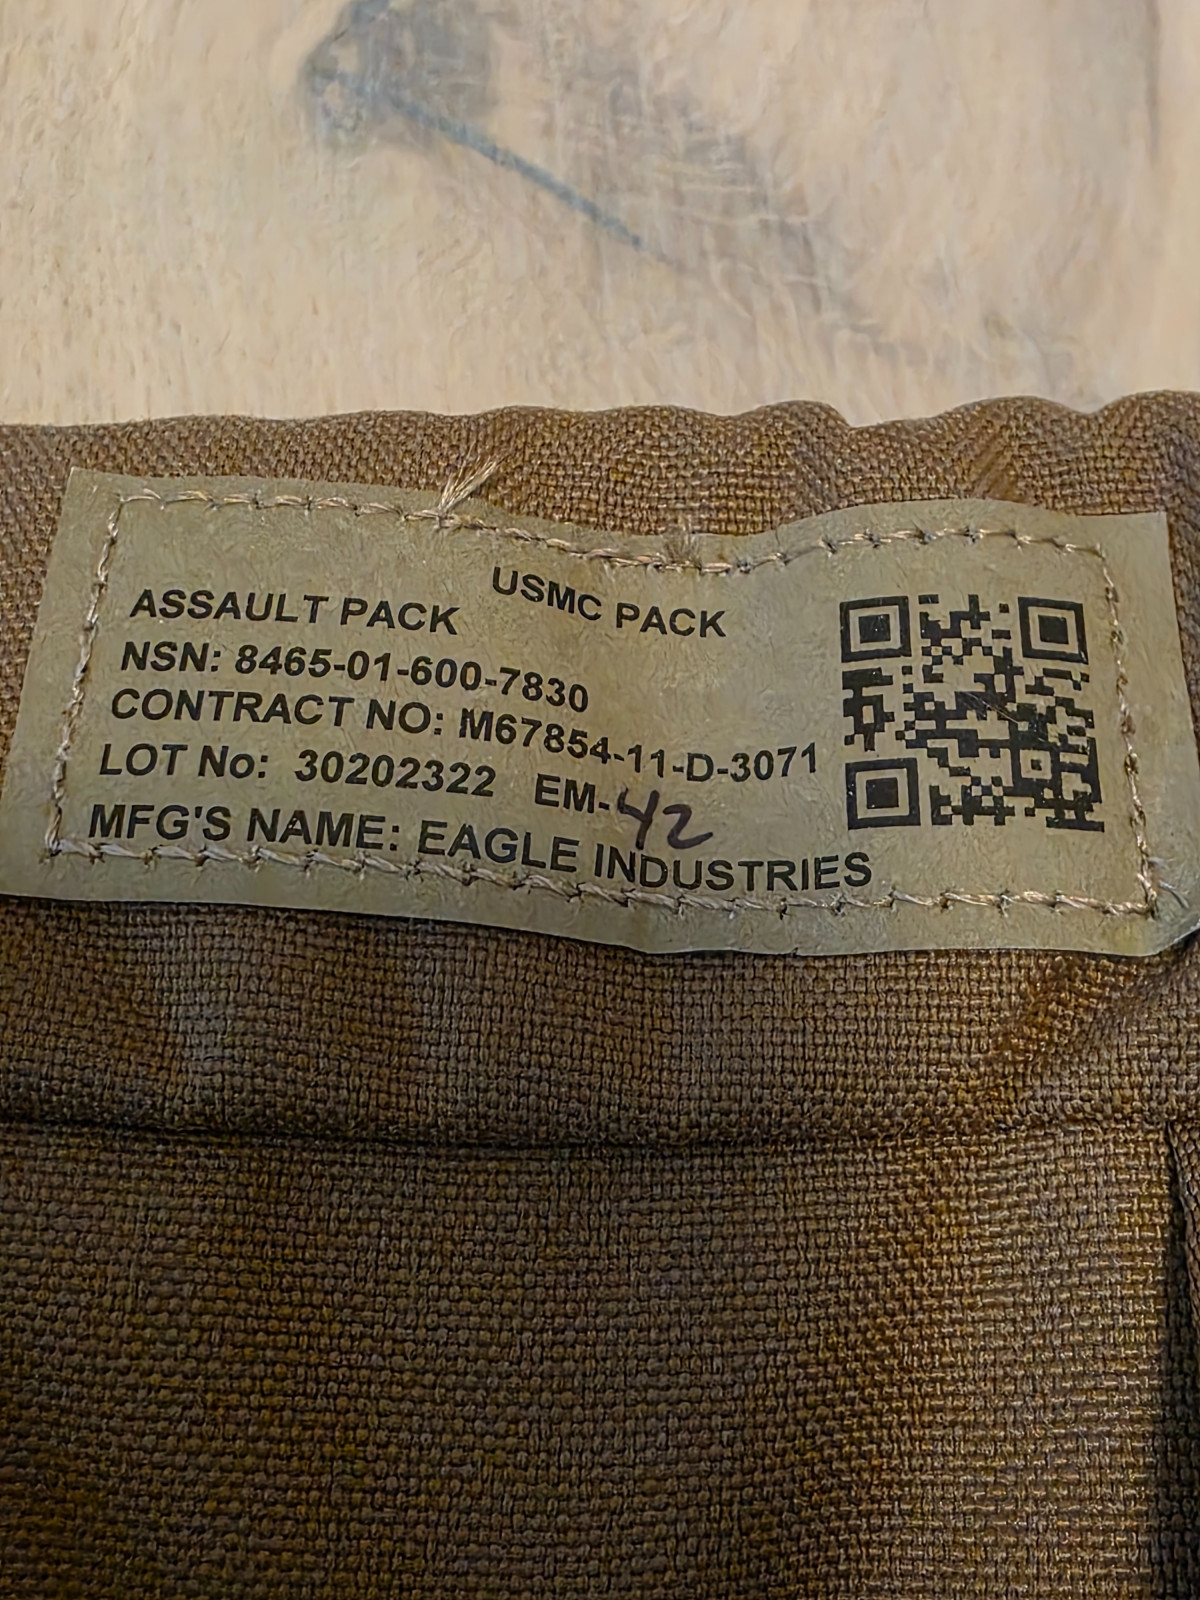 USMC PACK
ASSAULT PACK
NSN: 8465-01-600-7830
CONTRACT NO: M67854-11-D-3071
LOT No: 30202322 EM-42
MFG'S NAME: EAGLE INDUSTRIES